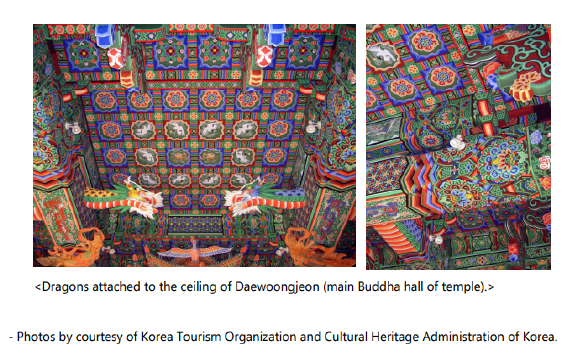 <Dragons attached to the ceiling of Daewoongjeon (main Buddha hall of temple).>
- Photos by courtesy of Korea Tourism Organization and Cultural Heritage Administration of Korea.